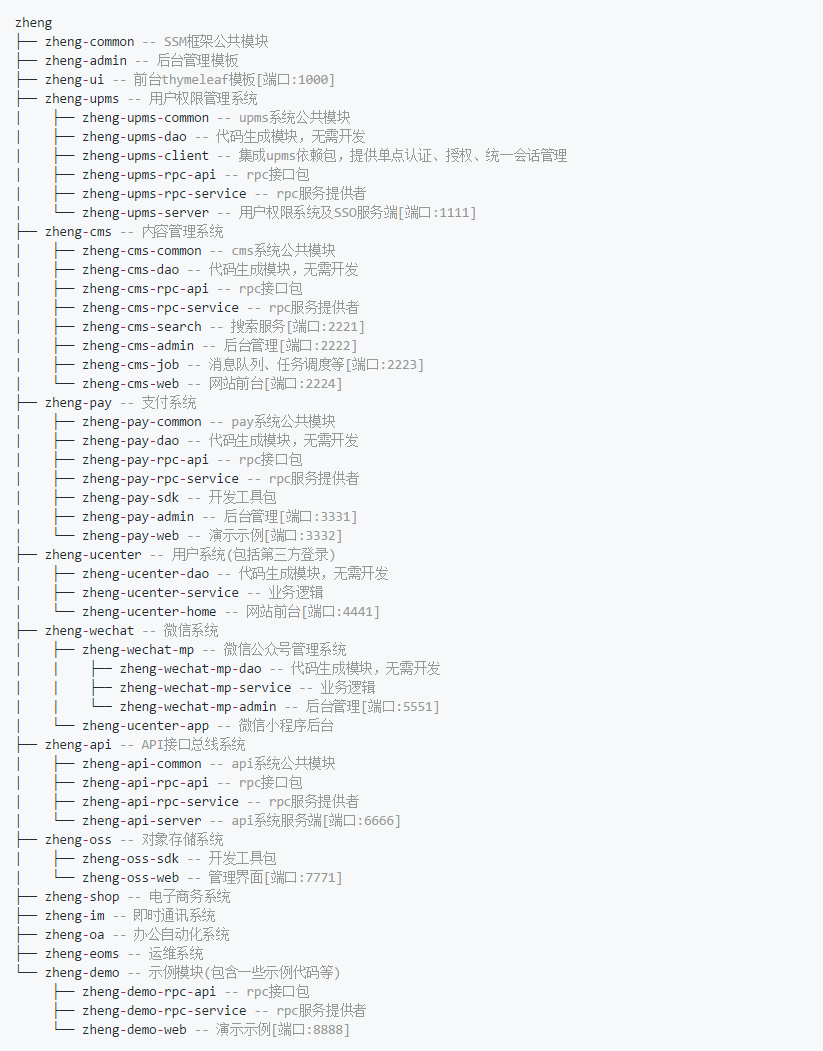 zheng
├── zheng-common -- SSM框架公共模块
├── zheng-admin -- 后台管理模板
├── zheng-ui -- 前台thymeleaf模板[端口:1000]
├── zheng-upms -- 用户权限管理系统
|    ├── zheng-upms-common -- upms系统公共模块
|    ├── zheng-upms-dao -- 代码生成模块，无需开发
|    ├── zheng-upms-client -- 集成upms依赖包，提供单点认证、授权、统一会话管理
|    ├── zheng-upms-rpc-api -- rpc接口包
|    ├── zheng-upms-rpc-service -- rpc服务提供者
|    └── zheng-upms-server -- 用户权限系统及SSO服务端[端口:1111]
├── zheng-cms -- 内容管理系统
|    ├── zheng-cms-common -- cms系统公共模块
|    ├── zheng-cms-dao -- 代码生成模块，无需开发
|    ├── zheng-cms-rpc-api -- rpc接口包
|    ├── zheng-cms-rpc-service -- rpc服务提供者
|    ├── zheng-cms-search -- 搜索服务[端口:2221]
|    ├── zheng-cms-admin -- 后台管理[端口:2222]
|    ├── zheng-cms-job -- 消息队列、任务调度等[端口:2223]
|    └── zheng-cms-web -- 网站前台[端口:2224]
├── zheng-pay -- 支付系统
|    ├── zheng-pay-common -- pay系统公共模块
|    ├── zheng-pay-dao -- 代码生成模块，无需开发
|    ├── zheng-pay-rpc-api -- rpc接口包
|    ├── zheng-pay-rpc-service -- rpc服务提供者
|    ├── zheng-pay-sdk -- 开发工具包
|    ├── zheng-pay-admin -- 后台管理[端口:3331]
|    └── zheng-pay-web -- 演示示例[端口:3332]
├── zheng-ucenter -- 用户系统(包括第三方登录)
|    ├── zheng-ucenter-dao -- 代码生成模块，无需开发
|    ├── zheng-ucenter-service -- 业务逻辑
|    └── zheng-ucenter-home -- 网站前台[端口:4441]
├── zheng-wechat -- 微信系统
|    ├── zheng-wechat-mp -- 微信公众号管理系统
|    |    ├── zheng-wechat-mp-dao -- 代码生成模块，无需开发
|    |    ├── zheng-wechat-mp-service -- 业务逻辑
|    |    └── zheng-wechat-mp-admin -- 后台管理[端口:5551]
|    └── zheng-ucenter-app -- 微信小程序后台
├── zheng-api -- API接口总线系统
|    ├── zheng-api-common -- api系统公共模块
|    ├── zheng-api-rpc-api -- rpc接口包
|    ├── zheng-api-rpc-service -- rpc服务提供者
|    └── zheng-api-server -- api系统服务端[端口:6666]
├── zheng-oss -- 对象存储系统
|    ├── zheng-oss-sdk -- 开发工具包
|    └── zheng-oss-web -- 管理界面[端口:7771]
├── zheng-shop -- 电子商务系统
├── zheng-im -- 即时通讯系统
├── zheng-oa -- 办公自动化系统
├── zheng-eoms -- 运维系统
└── zheng-demo -- 示例模块(包含一些示例代码等)
     ├── zheng-demo-rpc-api -- rpc接口包
     ├── zheng-demo-rpc-service -- rpc服务提供者
     └── zheng-demo-web -- 演示示例[端口:8888]